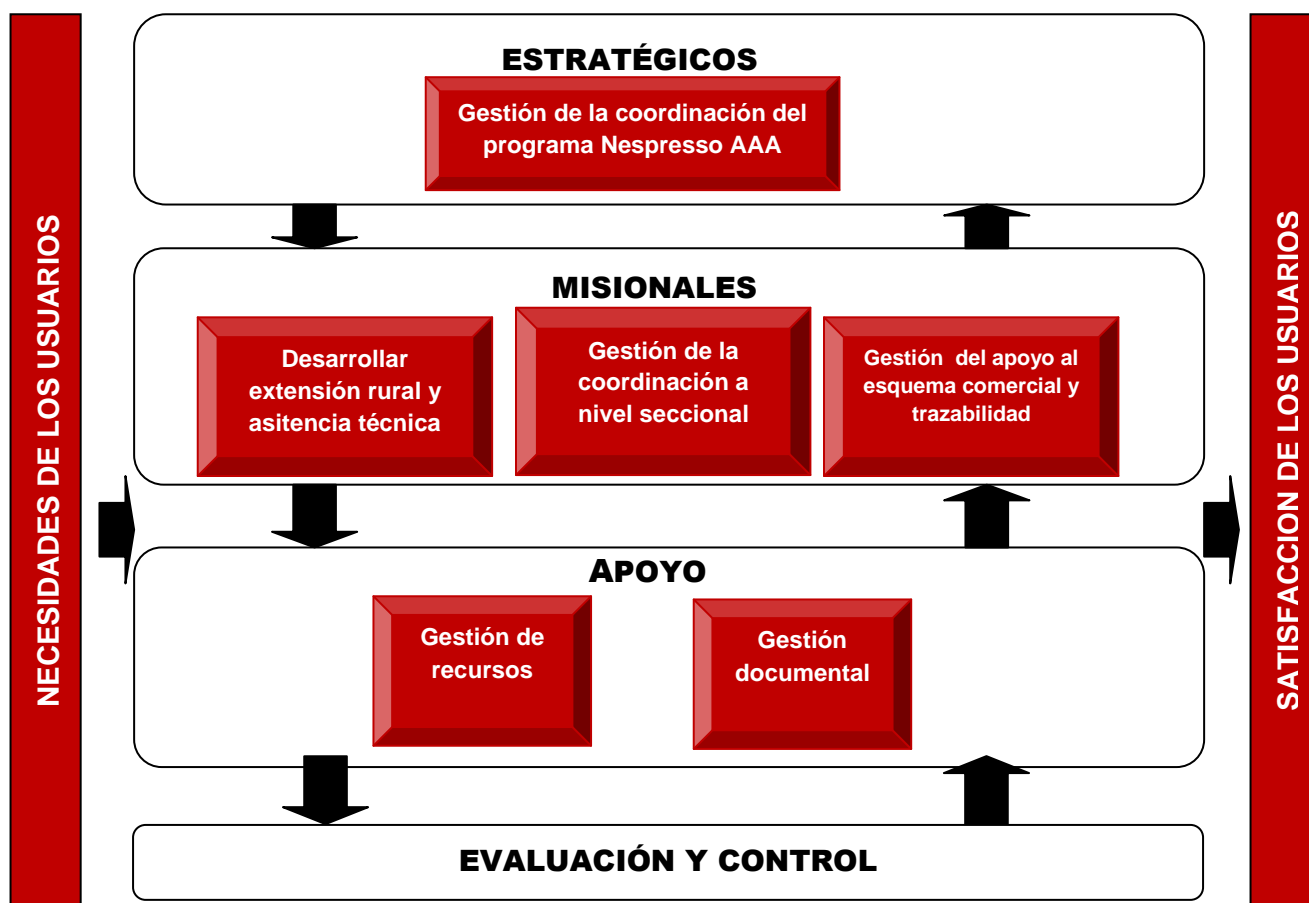 NECESIDADES DE LOS USUARIOS
ESTRATÉGICOS
Gestión de la coordinación del
programa Nespresso AAA
MISIONALES
Desarrollar
extensión rural y
asitencia técnica
Gestión de la
coordinación a
nivel seccional
Gestión  del apoyo al
esquema comercial y
trazabilidad
APOYO
Gestión de
recursos
Gestión
documental
EVALUACIÓN Y CONTROL
SATISFACCION DE LOS USUARIOS